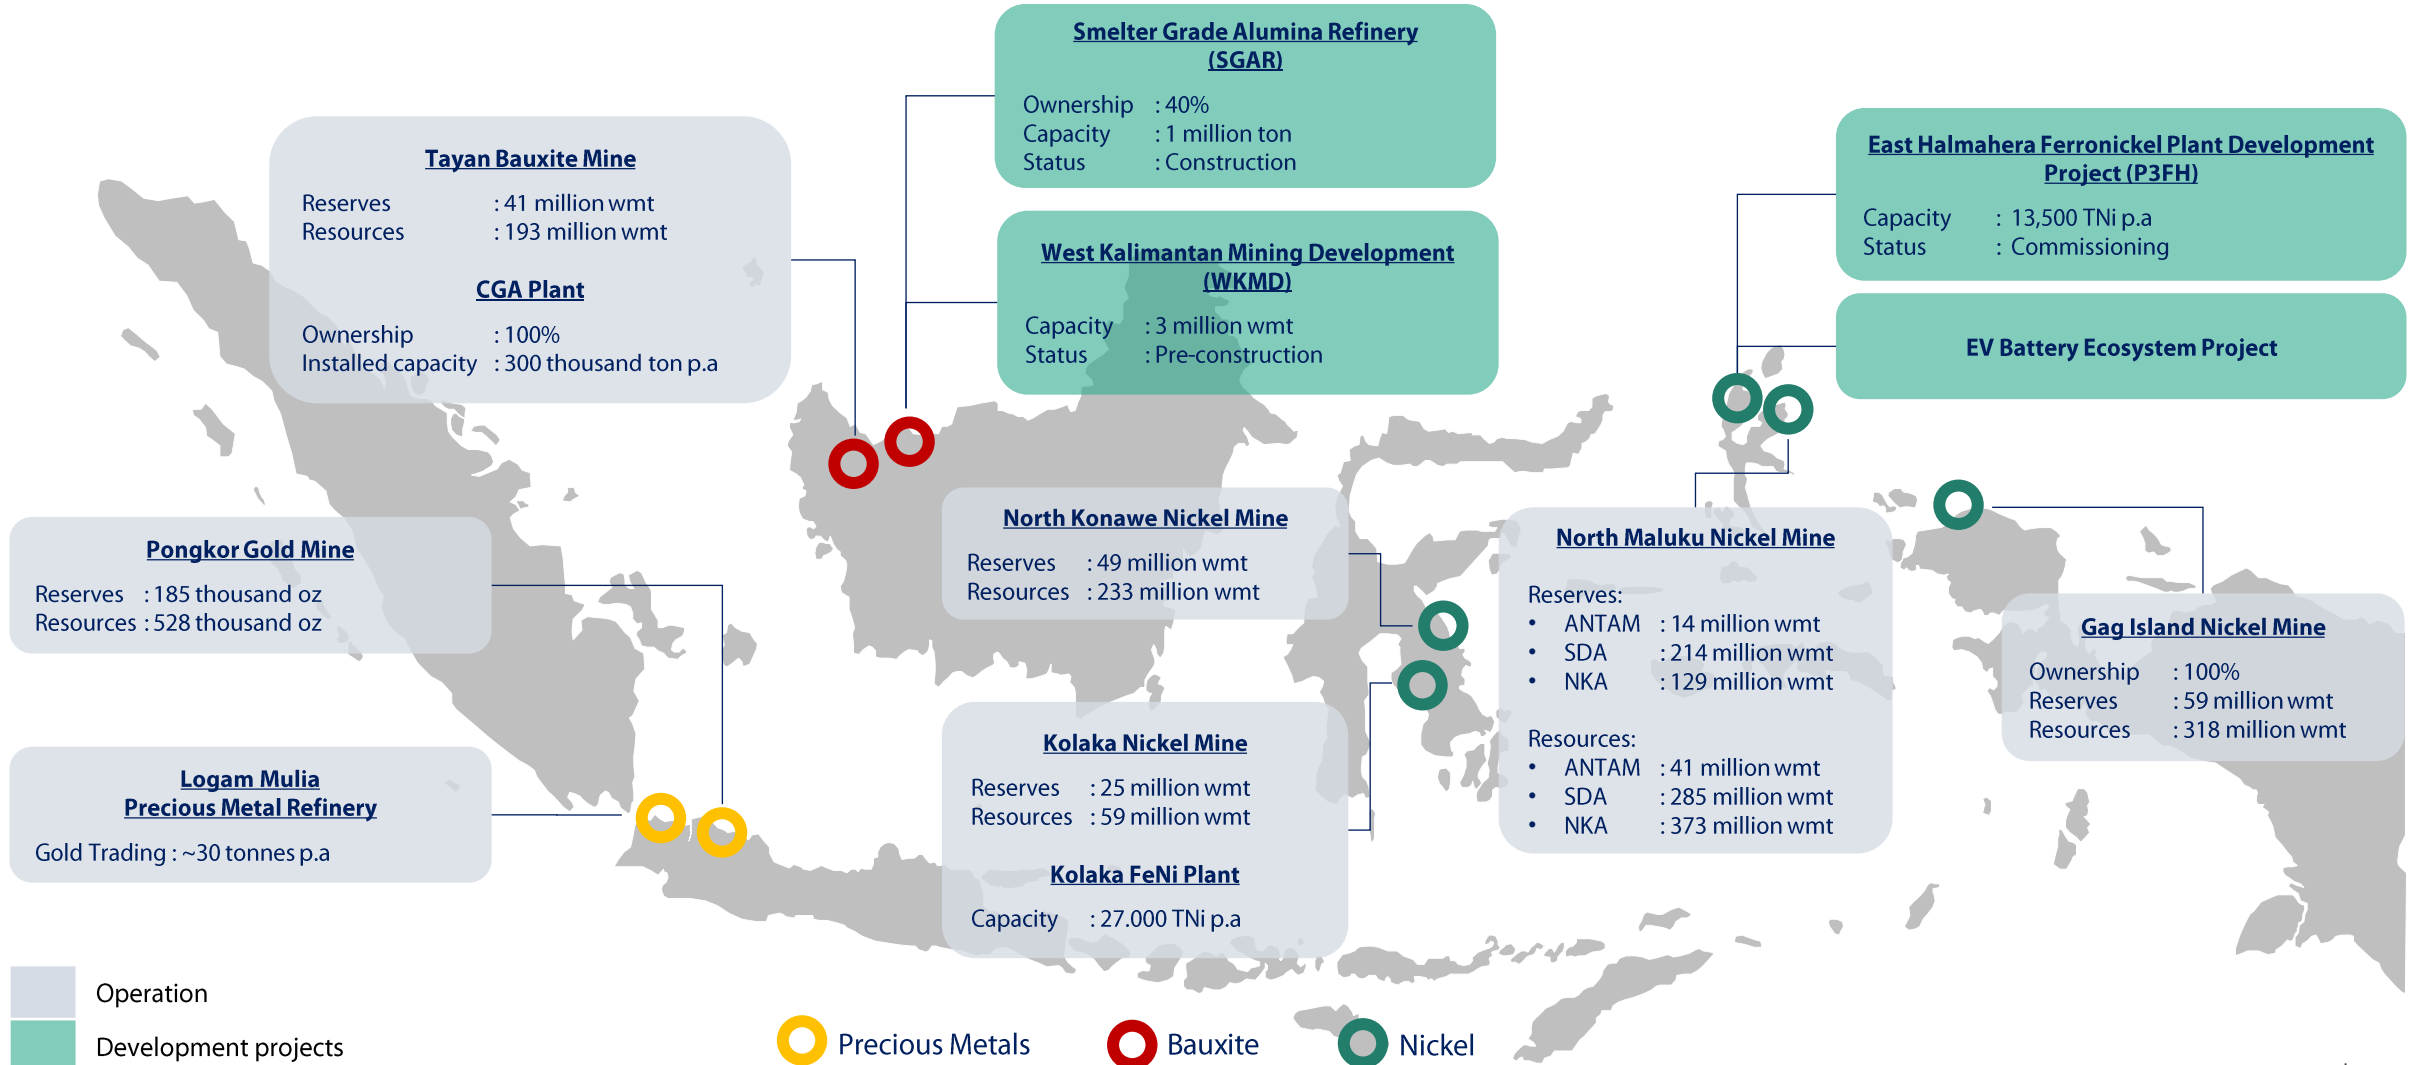 Smelter Grade Alumina Refinery
(SGAR)
Ownership : 40%
Capacity : 1 million ton
Status : Construction
East Halmahera Ferronickel Plant Development
Project (P3FH)
Capacity : 13,500 TNi p.a
Status : Commissioning
Tayan Bauxite Mine
Reserves : 41 million wmt
Resources : 193 million wmt
CGA Plant
Ownership : 100%
Installed capacity : 300 thousand ton p.a
West Kalimantan Mining Development
(WKMD)
Capacity : 3 million wmt
Status : Pre-construction
EV Battery Ecosystem Project
Pongkor Gold Mine
Reserves : 185 thousand oz
Resources : 528 thousand oz
North Konawe Nickel Mine
Reserves : 49 million wmt
Resources : 233 million wmt
North Maluku Nickel Mine
Reserves:
• ANTAM : 14 million wmt
• SDA : 214 million wmt
• NKA : 129 million wmt
Resources:
• ANTAM : 41 million wmt
• SDA : 285 million wmt
• NKA : 373 million wmt
Gag Island Nickel Mine
Ownership : 100%
Reserves : 59 million wmt
Resources : 318 million wmt
Logam Mulia
Precious Metal Refinery
Gold Trading : ~30 tonnes p.a
Kolaka Nickel Mine
Reserves : 25 million wmt
Resources : 59 million wmt
Kolaka FeNi Plant
Capacity : 27.000 TNi p.a
Operation
Development projects
Precious Metals
Bauxite
Nickel